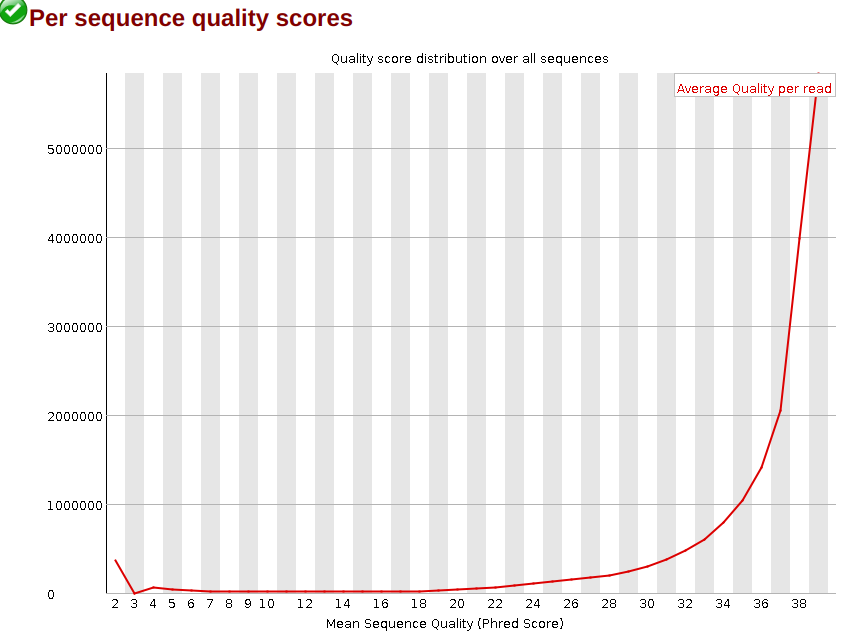 Per sequence quality scores
Quality score distribution over all sequences
Average Quality per read
5000000
4000000
3000000
2000000
1000000
0
2 3 4 5 6 7 8 9 10 12 14 16 18 20 22 24 26 28 30 32 34 36 38
Mean Sequence Quality (Phred Score)